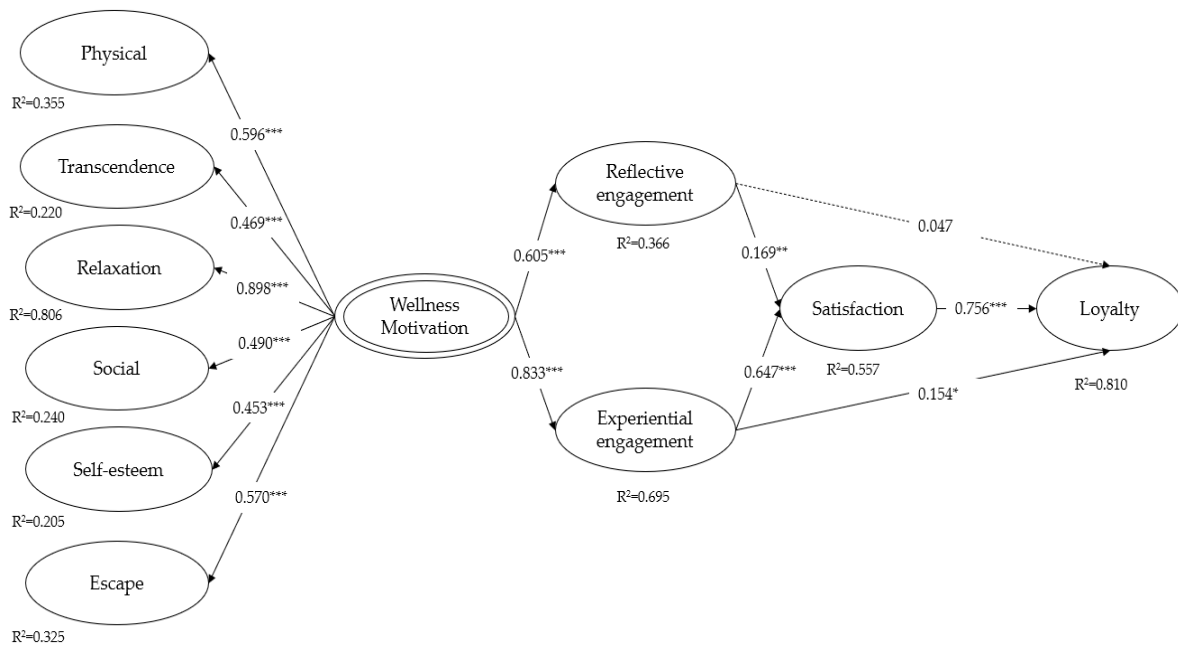 Physical
R²=0.355
0.596***
Transcendence
R²=0.220
0.469***
Relaxation
R²=0.806
0.898***
Social
R²=0.240
0.490***
Self-esteem
R²=0.205
0.453***
Escape
R²=0.325
0.570***
Wellness
Motivation
0.605***
0.833***
Reflective
engagement
R²=0.366
Experiential
engagement
R²=0.695
0.169**
0.647***
Satisfaction
R²=0.557
0.047
0.756***
0.154*
Loyalty
R²=0.810